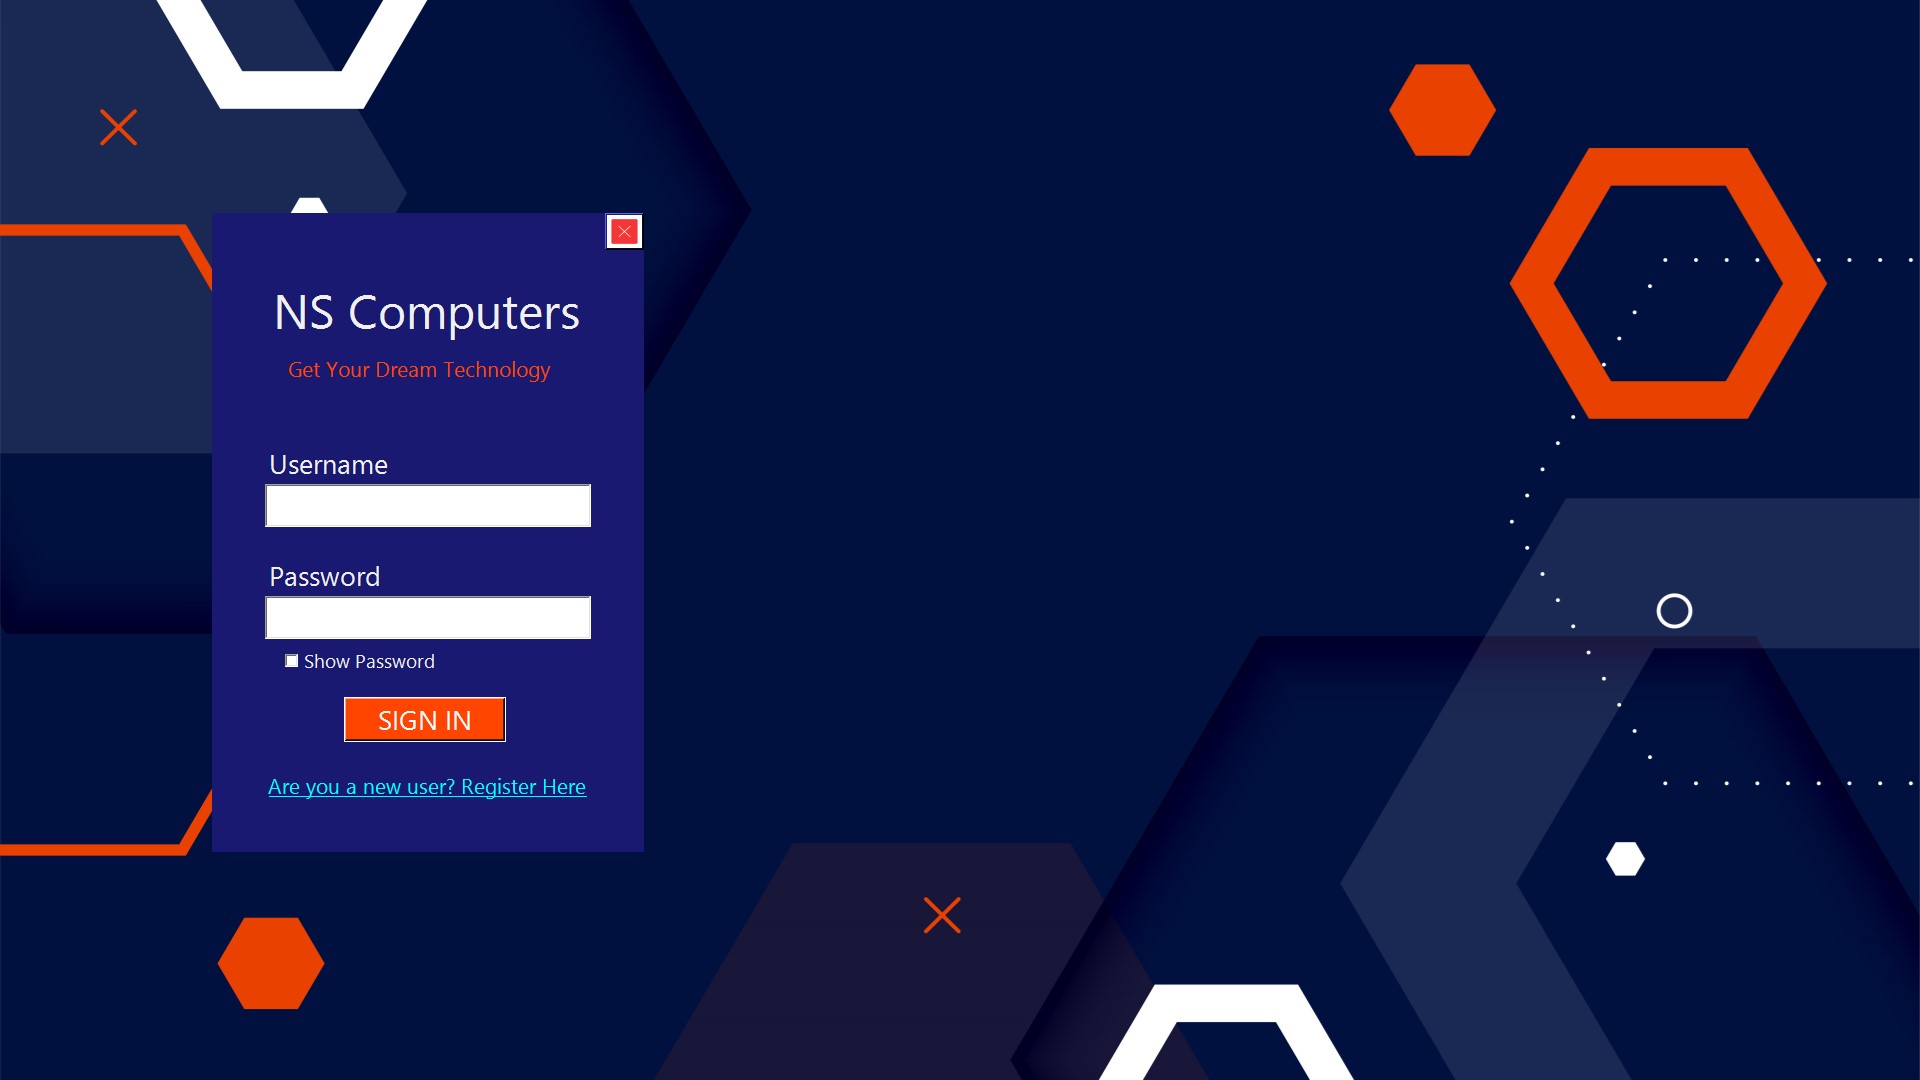 NS Computers
Get Your Dream Technology
Username
Password
Show Password
SIGN IN
Are you a new user? Register Here